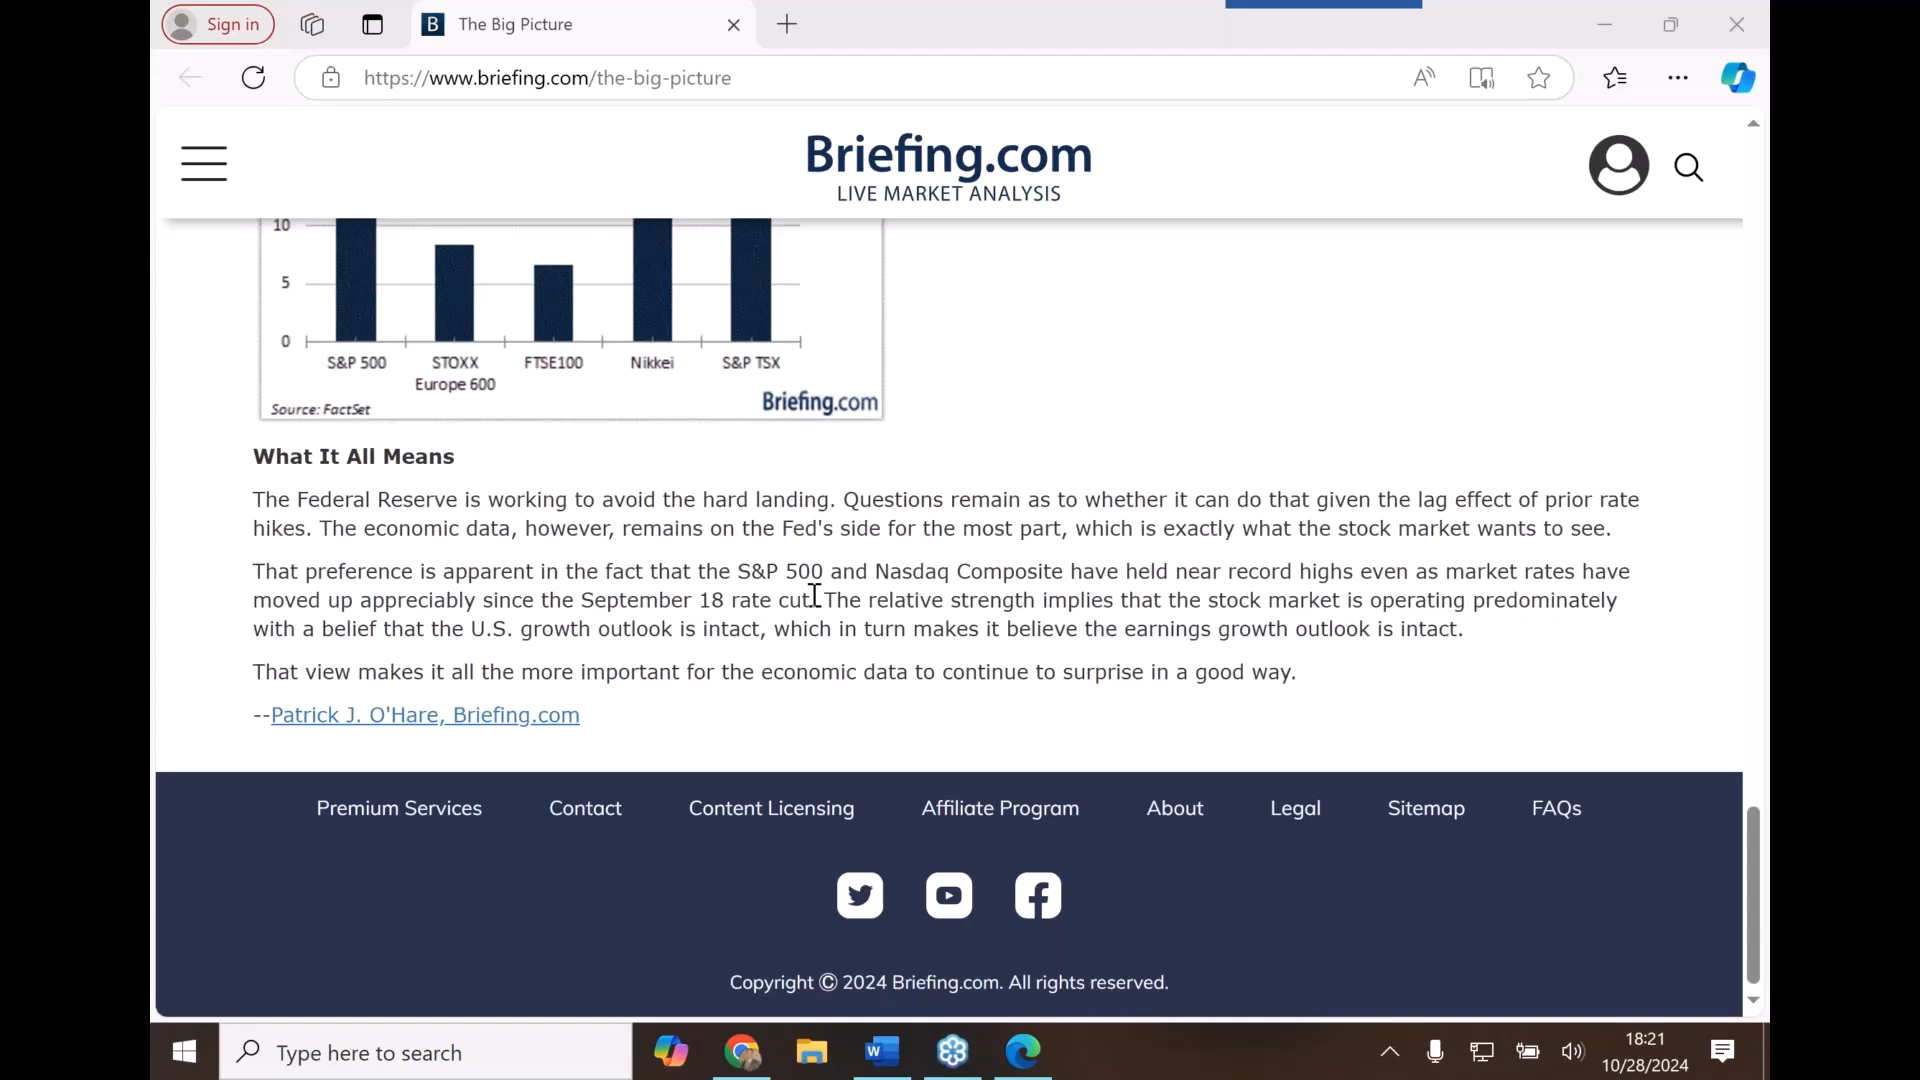 Sign in
B The Big Picture
https://www.briefing.com/the-big-picture
Briefing.com
LIVE MARKET ANALYSIS
10
5
0
S&P 500 STOXX Europe 600 FTSE100 Nikkei S&P TSX
Source: FactSet
Briefing.com
What It All Means
The Federal Reserve is working to avoid the hard landing. Questions remain as to whether it can do that given the lag effect of prior rate
hikes. The economic data, however, remains on the Fed's side for the most part, which is exactly what the stock market wants to see.
That preference is apparent in the fact that the S&P 500 and Nasdaq Composite have held near record highs even as market rates have
moved up appreciably since the September 18 rate cut. The relative strength implies that the stock market is operating predominately
with a belief that the U.S. growth outlook is intact, which in turn makes it believe the earnings growth outlook is intact.
That view makes it all the more important for the economic data to continue to surprise in a good way.
--Patrick J. O'Hare, Briefing.com
Premium Services Contact Content Licensing Affiliate Program About Legal Sitemap FAQs
Copyright © 2024 Briefing.com. All rights reserved.
Type here to search
18:21
10/28/2024